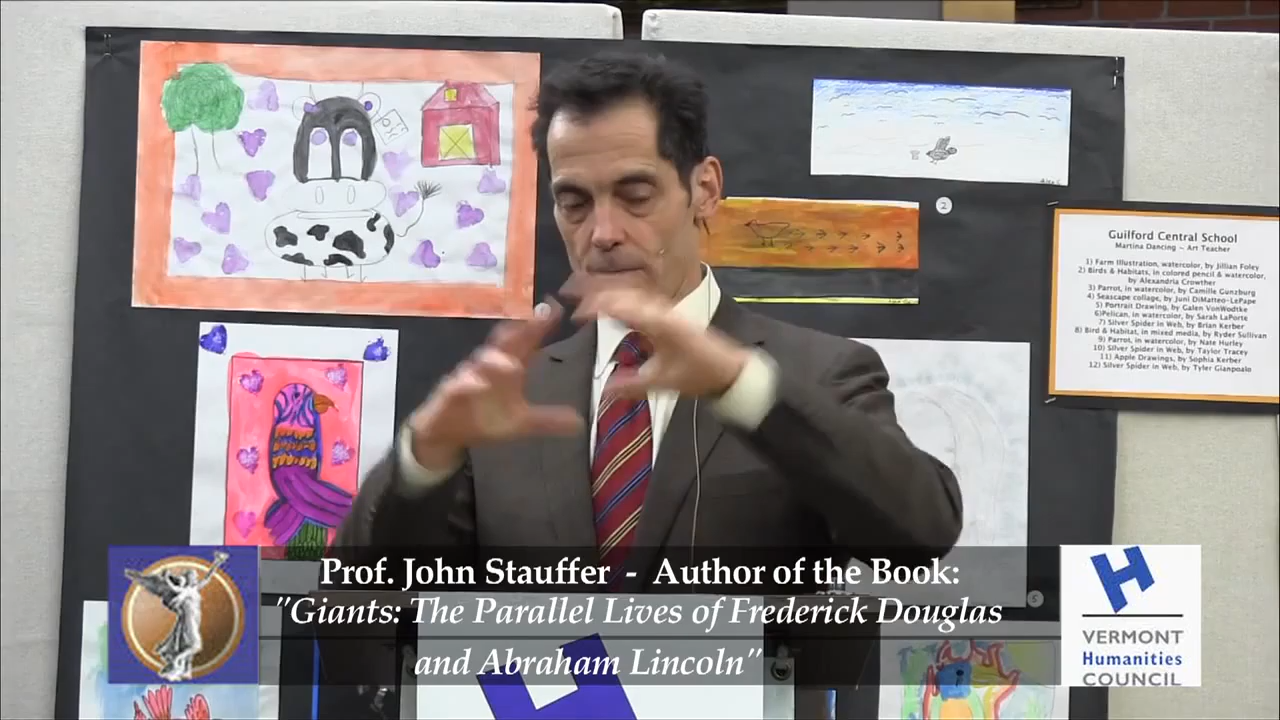 2
Guilford Central School
Martina Dancing ~ Art Teacher
1) Farm Illustration, watercolor, by Jillian Foley
2) Birds & Habitats, in colored pencil & watercolor,
by Alexandria Crowther
3) Parrot, in watercolor, by Camille Gunzburg
4) Seascape collage, by Juni DiMatteo-LePape
5) Portrait Drawing, by Galen VonWodtke
6)Pelican, in watercolor, by Sarah LaPorte
7) Silver Spider in Web, by Brian Kerber
8) Bird & Habitat, in mixed media, by Ryder Sullivan
9) Parrot, in watercolor, by Nate Hurley
10) Silver Spider in Web, by Taylor Tracey
11) Apple Drawings, by Sophia Kerber
12) Silver Spider in Web, by Tyler Gianpoalo
Prof. John Stauffer - Author of the Book:
"Giants: The Parallel Lives of Frederick Douglas
and Abraham Lincoln"
5
H
VERMONT
Humanities
COUNCIL
H